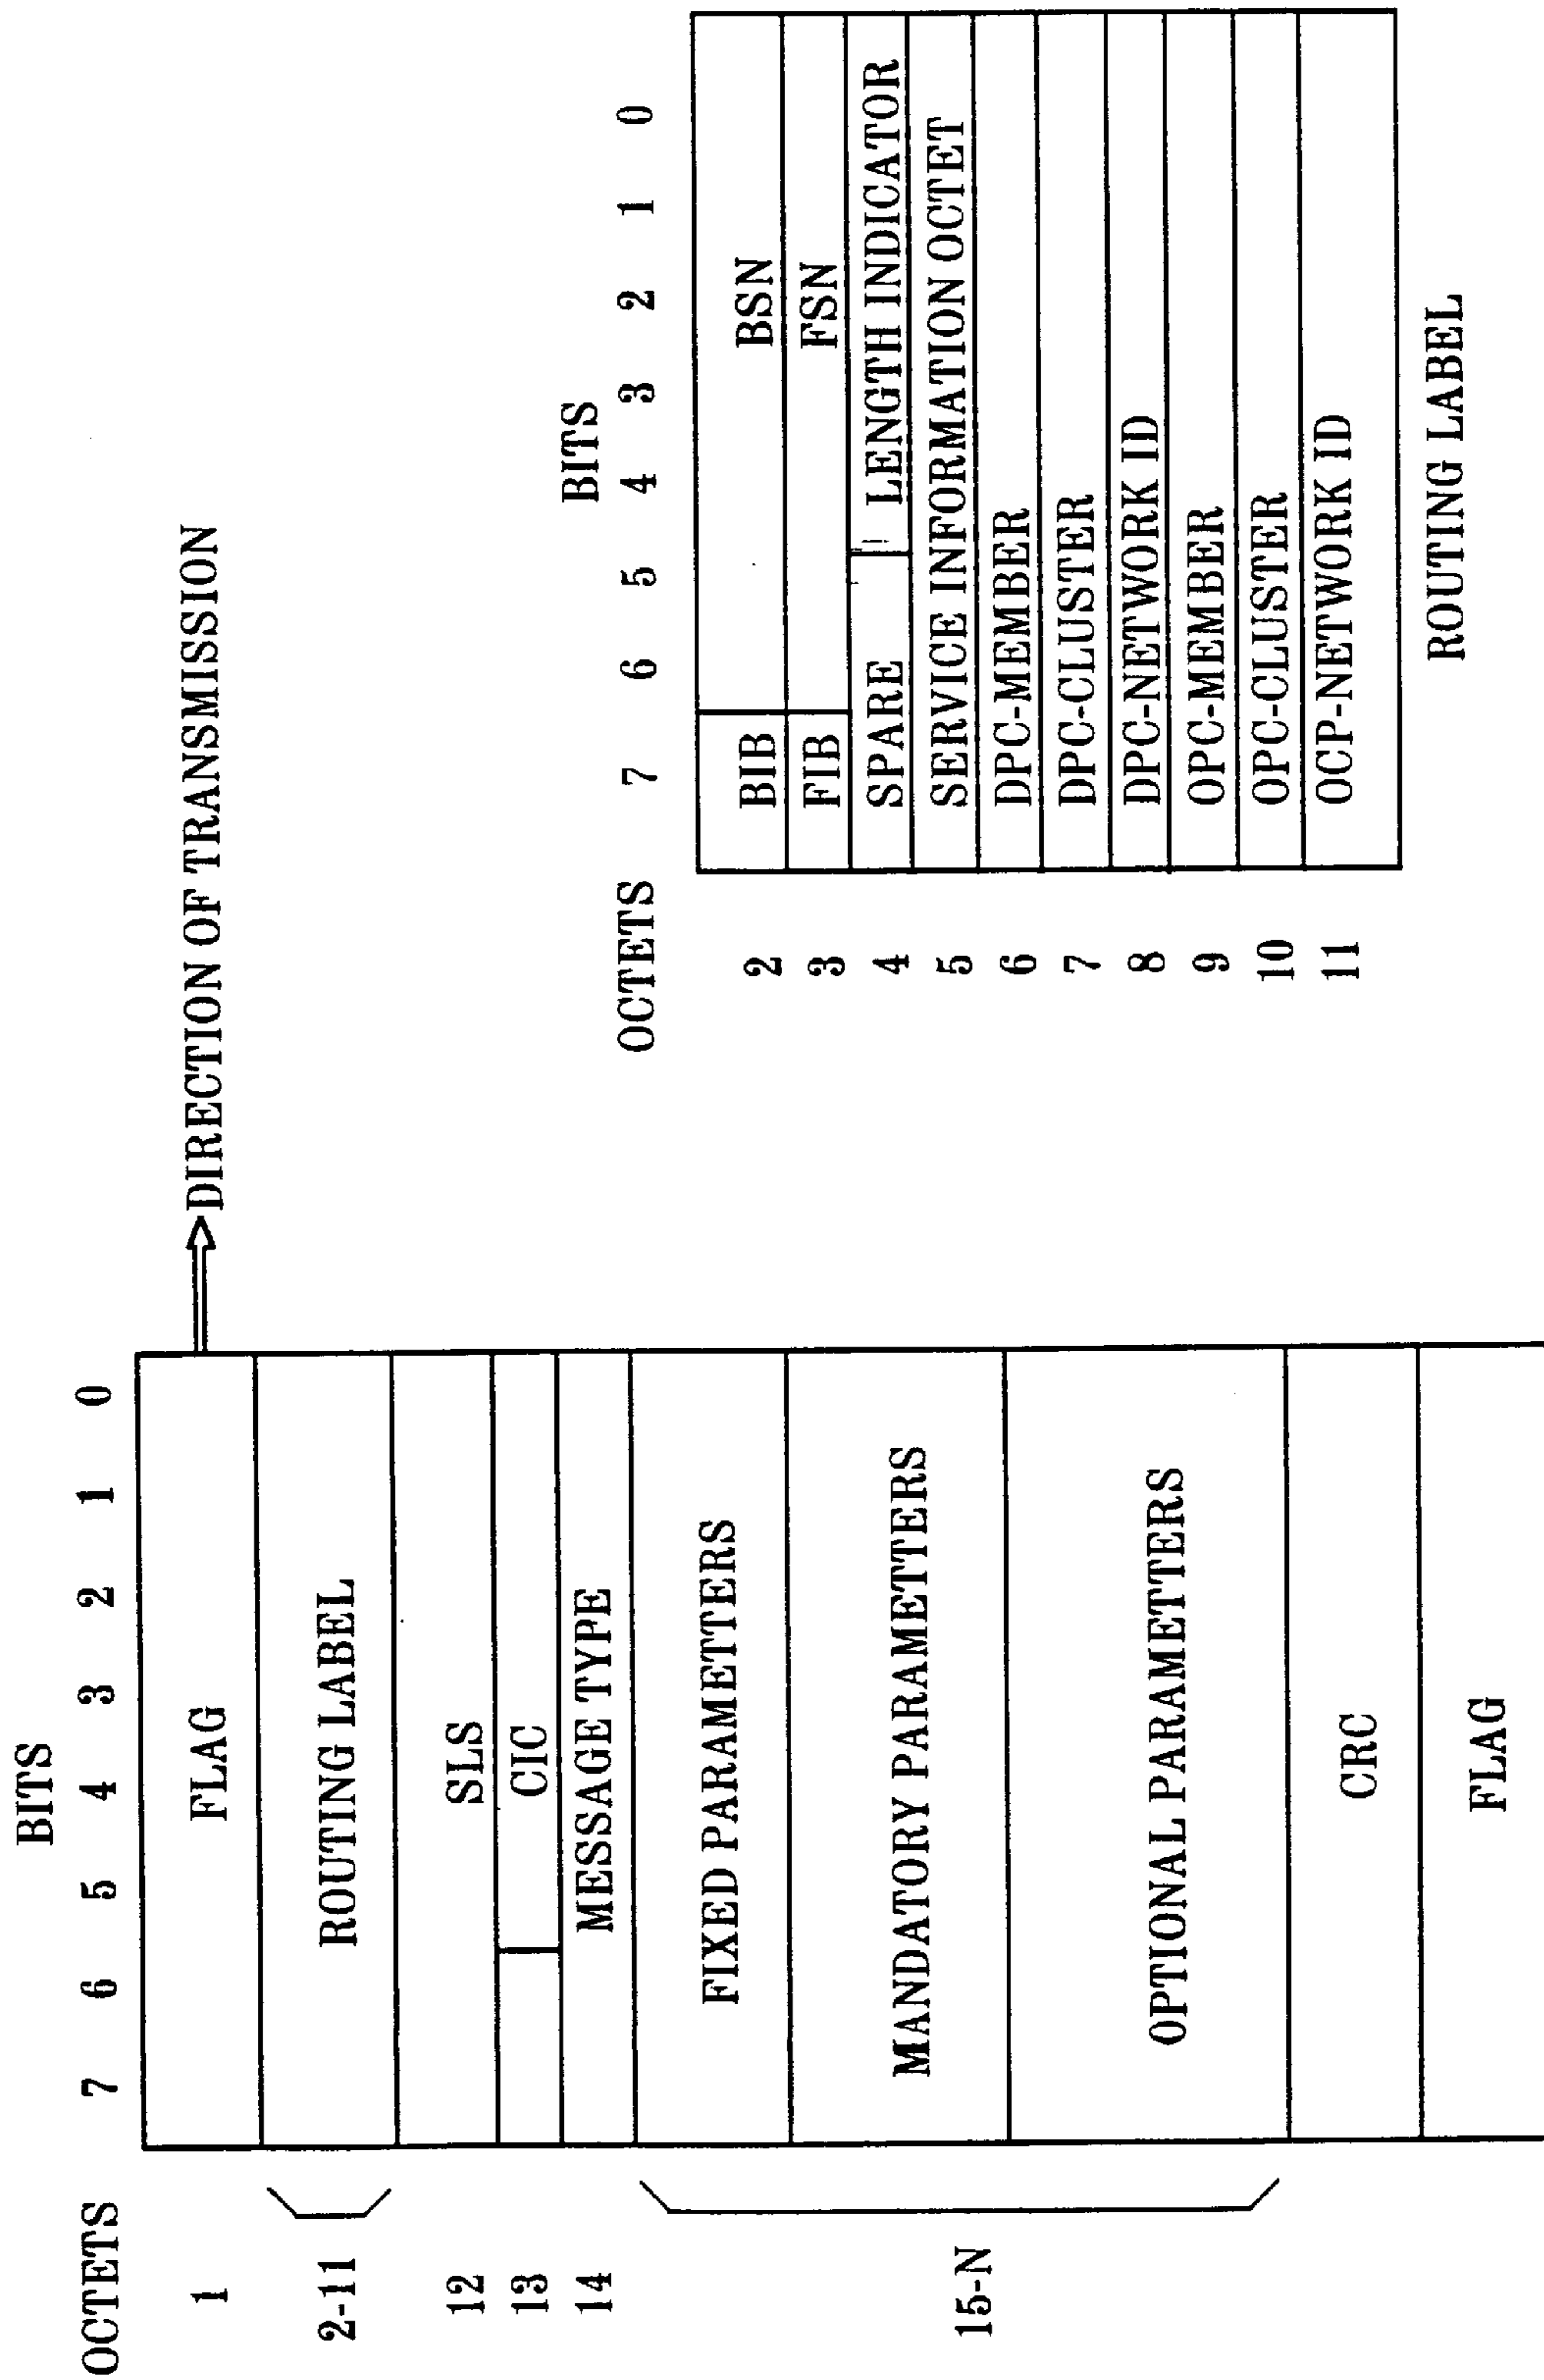 DIRECTION OF TRANSMISSION
BITS
OCTETS 7 6 5 4 3 2 1 0
1 FLAG
2-11 ROUTING LABEL
12 SLS
13 CIC
14 MESSAGE TYPE
15-N
FIXED PARAMETTERS
MANDATORY PARAMETTERS
OPTIONAL PARAMETTERS
CRC
FLAG
BITS
OCTETS 7 6 5 4 3 2 1 0
2 BIB BSN
3 FIB FSN
4 SPARE LENGTH INDICATOR
5 SERVICE INFORMATION OCTET
6 DPC-MEMBER
7 DPC-CLUSTER
8 DPC-NETWORK ID
9 OPC-MEMBER
10 OPC-CLUSTER
11 OCP-NETWORK ID
ROUTING LABEL